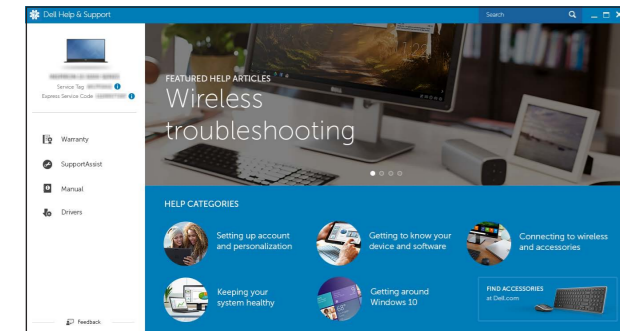 Dell Help & Support
Search
Service Tag
Express Service Code
Warranty
SupportAssist
Manual
Drivers
Feedback
FEATURED HELP ARTICLES
Wireless
troubleshooting
HELP CATEGORIES
Setting up account
and personalization
Getting to know your
device and software
Connecting to wireless
and accessories
Keeping your
system healthy
Getting around
Windows 10
FIND ACCESSORIES
at Dell.com